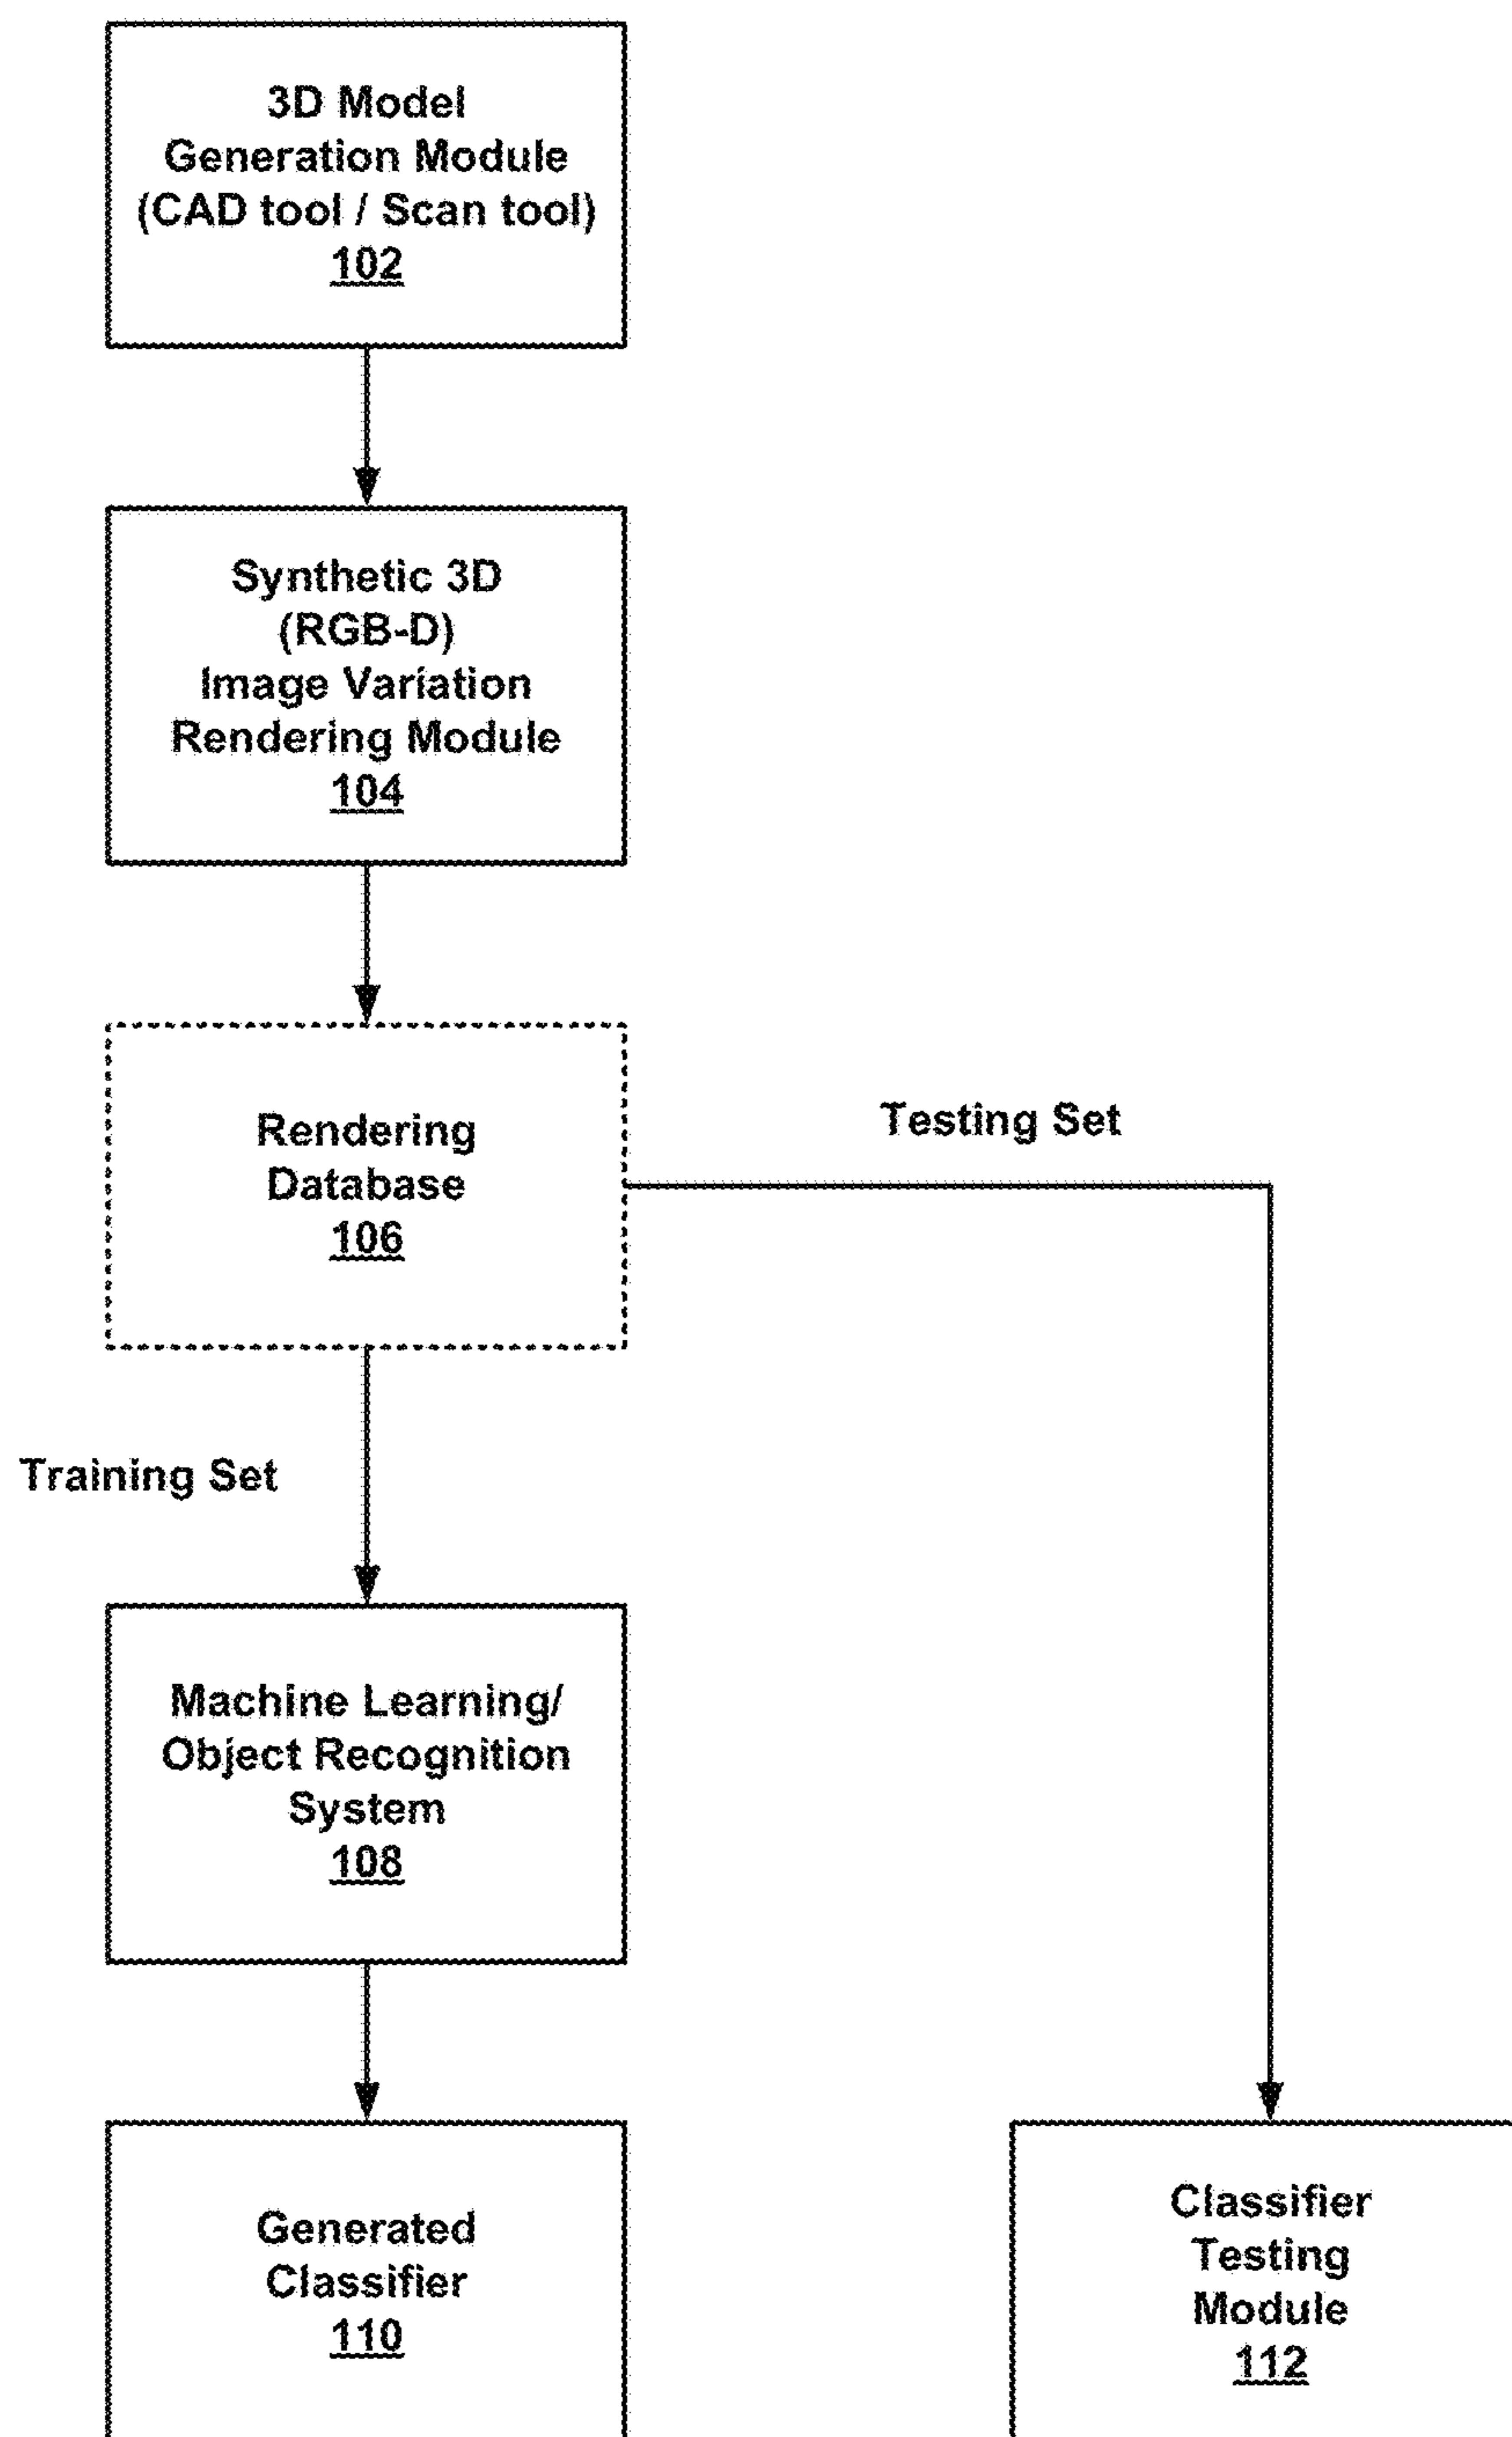 3D Model
Generation Module
(CAD tool / Scan tool)
102
Synthetic 3D
(RGB-D)
Image Variation
Rendering Module
104
Rendering
Database
106
Testing Set
Training Set
Machine Learning/
Object Recognition
System
108
Generated
Classifier
110
Classifier
Testing
Module
112